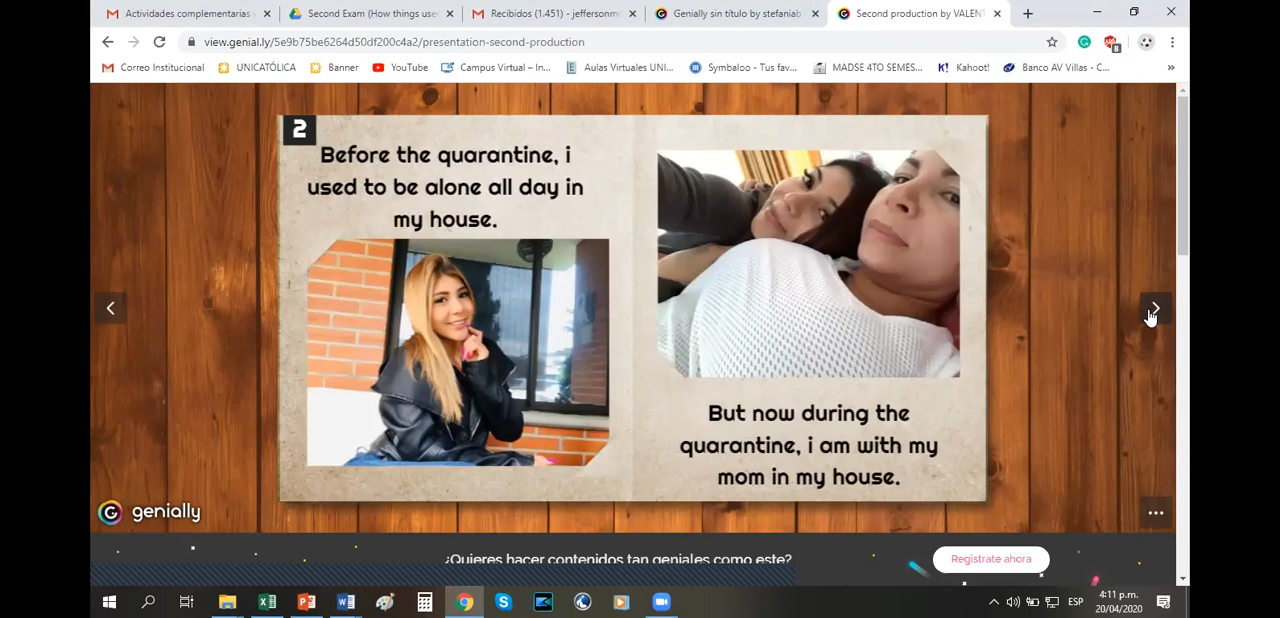 Actividades complementarias
Second Exam (How things use
Recibidos (1.451) - jeffersonm
Genially sin título by stefaniab
Second production by VALENT
view.genial.ly/5e9b75be6264d50df200c4a2/presentation-second-production
8
Correo Institucional
UNICATÓLICA
Banner
YouTube
Campus Virtual – In...
Aulas Virtuales UNI...
Symbaloo - Tus fav...
MADSE 4TO SEMES...
K! Kahoot!
Banco AV Villas - C...
»
2
Before the quarantine, i
used to be alone all day in
my house.
But now during the
quarantine, i am with my
mom in my house.
genially
¿Quieres hacer contenidos tan geniales como este?
Regístrate ahora
ESP
4:11 p.m.
20/04/2020